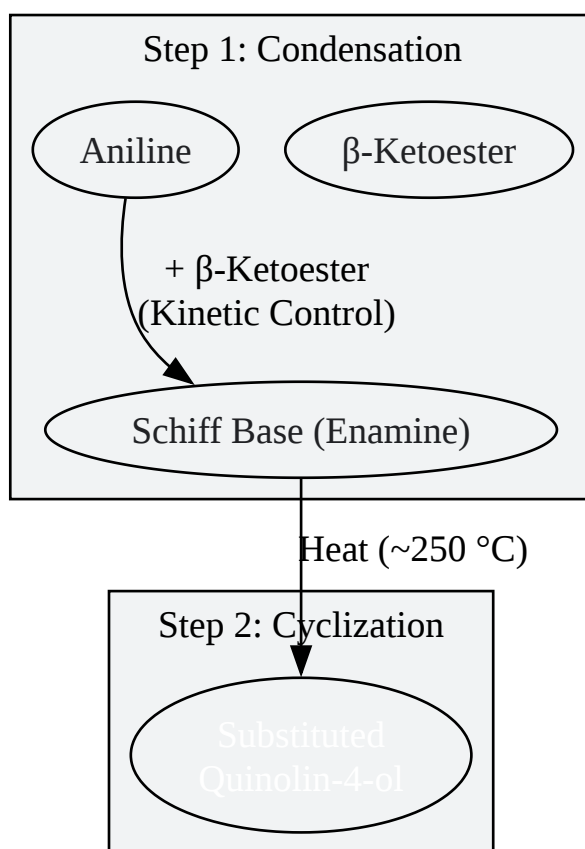 Step 1: Condensation
Aniline
β-Ketoester
+ β-Ketoester
(Kinetic Control)
Schiff Base (Enamine)
Heat (~250 °C)
Step 2: Cyclization
Substituted
Quinolin-4-ol